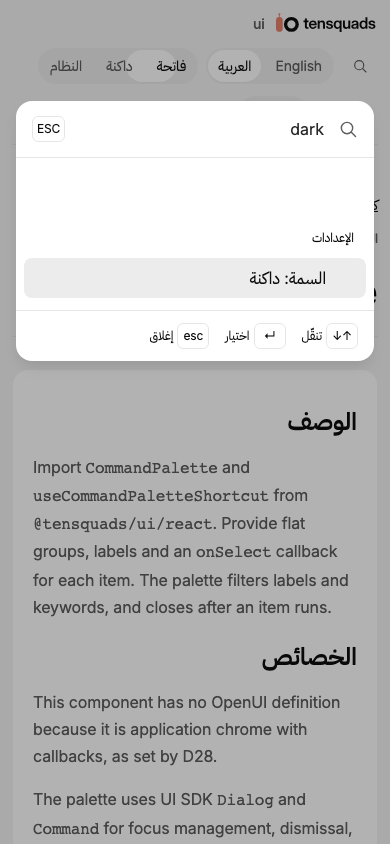 tensquads ui
English العربية فاتحة داكنة النظام
dark ESC
الإعدادات
السمة: داكنة
↑↓ تنقّل ↵ اختيار esc إغلاق
الوصف
Import CommandPalette and
useCommandPaletteShortcut from
@tensquads/ui/react. Provide flat
groups, labels and an onSelect callback
for each item. The palette filters labels and
keywords, and closes after an item runs.
الخصائص
This component has no OpenUI definition
because it is application chrome with
callbacks, as set by D28.
The palette uses UI SDK Dialog and
Command for focus management, dismissal,